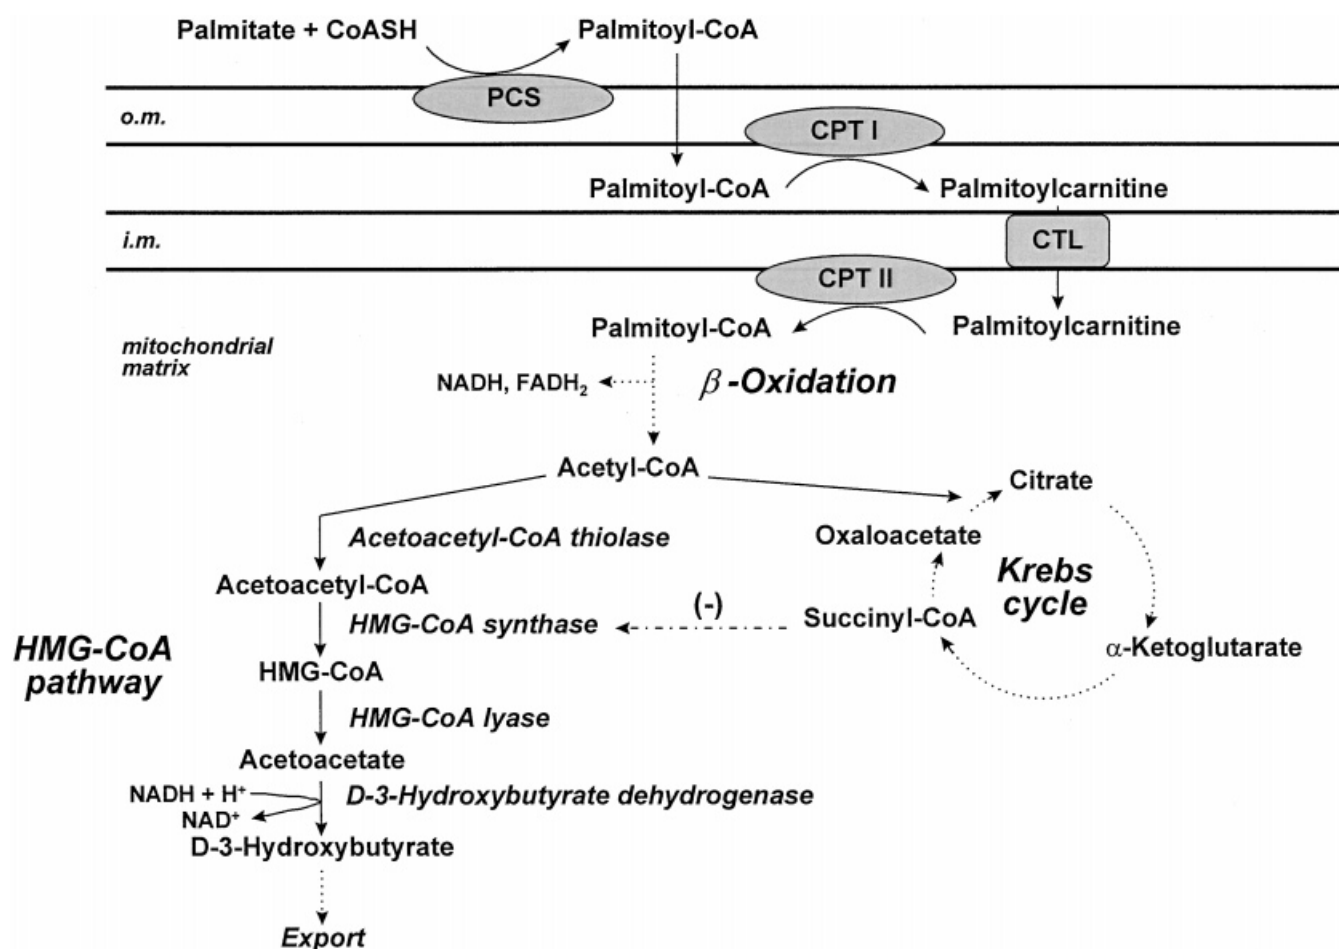 Palmitate + CoASH
Palmitoyl-CoA
PCS
o.m.
CPT I
Palmitoyl-CoA
Palmitoylcarnitine
i.m.
CTL
CPT II
Palmitoyl-CoA
Palmitoylcarnitine
mitochondrial
matrix
NADH, FADH₂
β-Oxidation
Acetyl-CoA
Citrate
Acetoacetyl-CoA thiolase
Oxaloacetate
Acetoacetyl-CoA
Krebs
cycle
HMG-CoA synthase
(-)
Succinyl-CoA
HMG-CoA
pathway
α-Ketoglutarate
HMG-CoA
HMG-CoA lyase
Acetoacetate
NADH + H⁺
D-3-Hydroxybutyrate dehydrogenase
NAD⁺
D-3-Hydroxybutyrate
Export